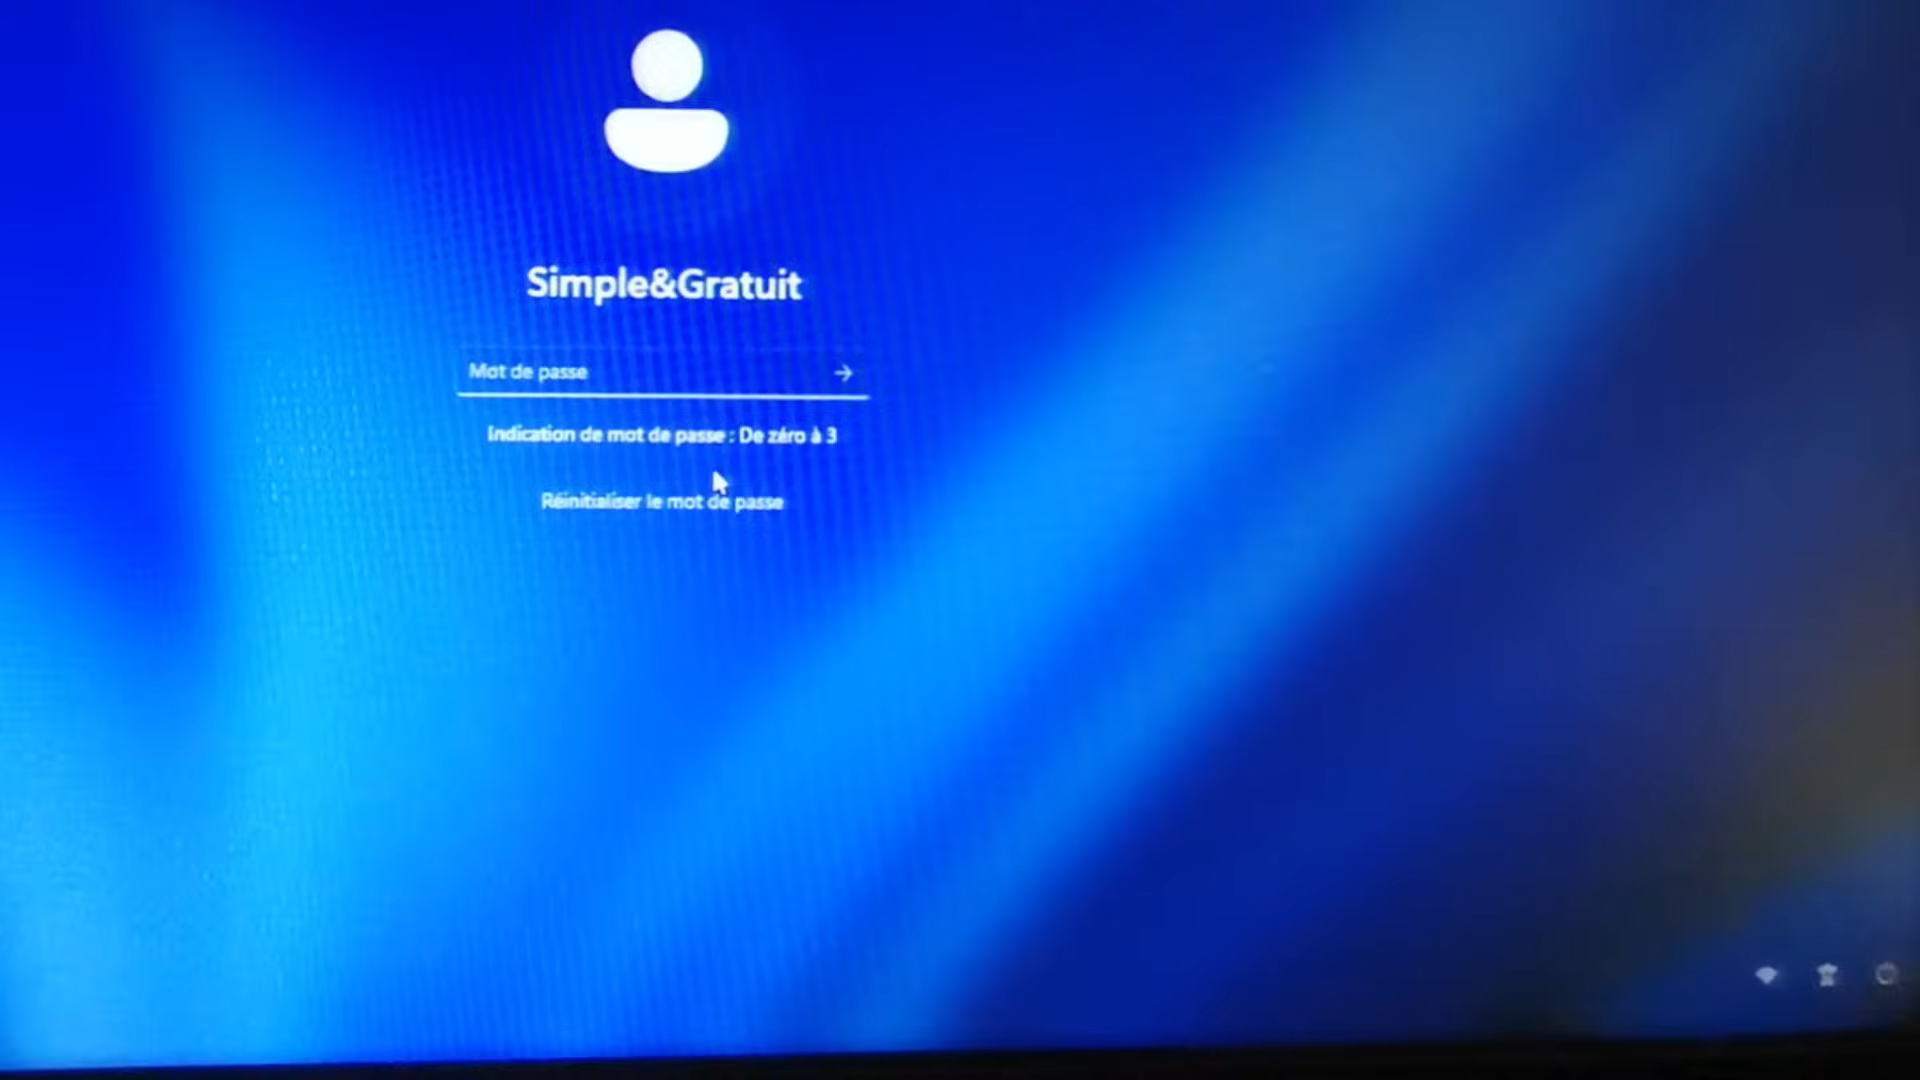 Simple&Gratuit
Mot de passe
Indication de mot de passe : De zéro à 3
Réinitialiser le mot de passe